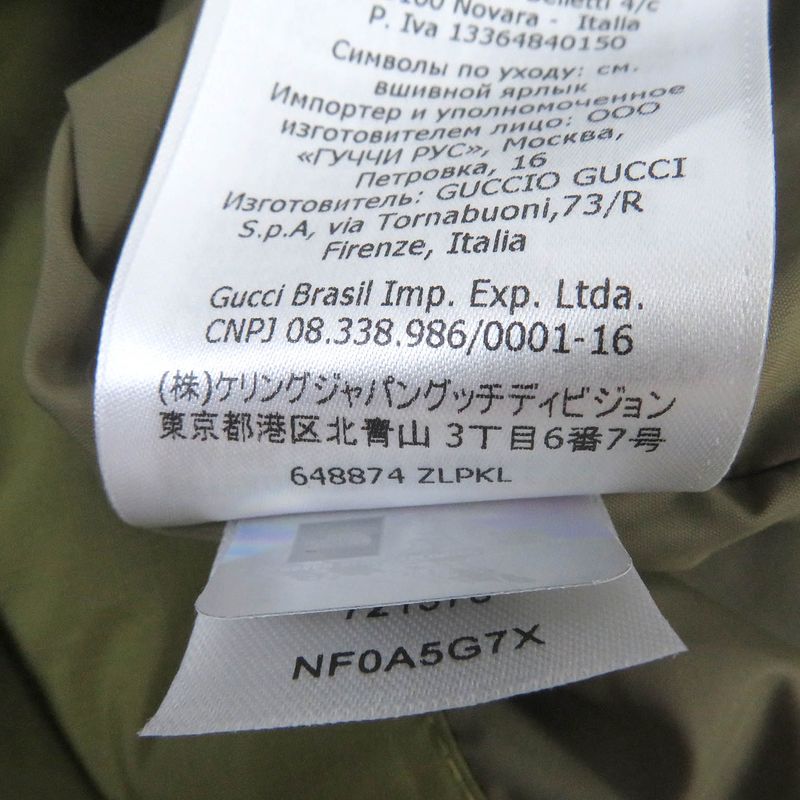 4/c
Novara - Italia
P. Iva 13364840150
Символы по уходу: см.
вшивной ярлык
Импортер и уполномоченное
изготовителем лицо: ООО
«ГУЧЧИ РУС», Москва,
Петровка, 16
Изготовитель: GUCCIO GUCCI
S.p.A, via Tornabuoni,73/R
Firenze, Italia
Gucci Brasil Imp. Exp. Ltda.
CNPJ 08.338.986/0001-16
(株)ケリングジャパングッチディビジョン
東京都港区北青山 3丁目6番7号
648874 ZLPKL
NF0A5G7X